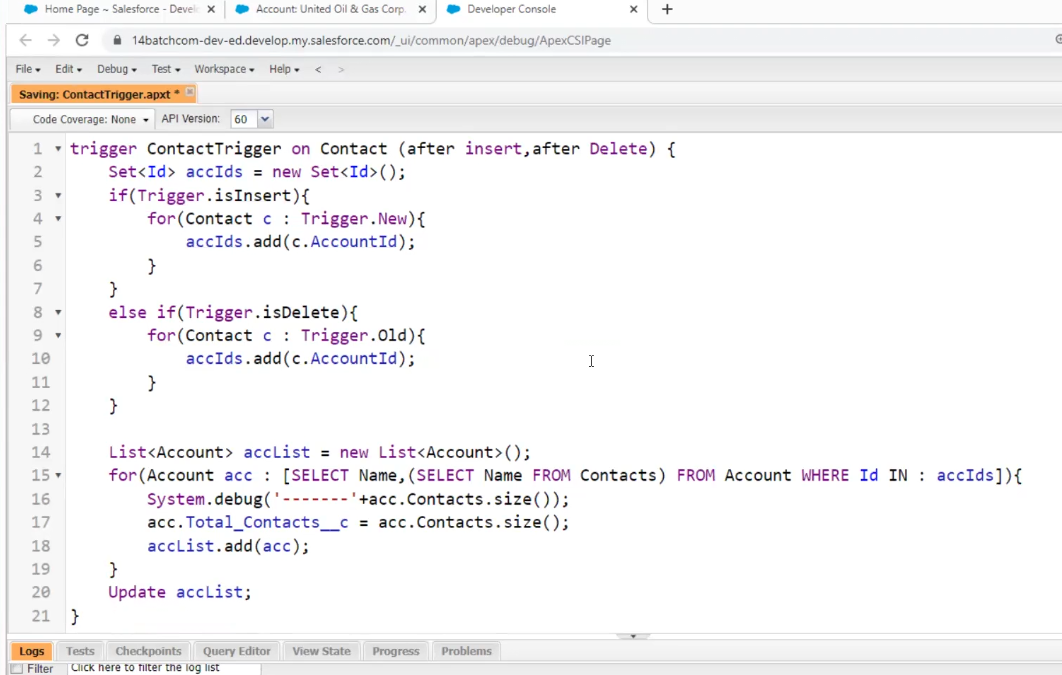 Home Page ~ Salesforce - Develo
Account: United Oil & Gas Corp.
Developer Console
14batchcom-dev-ed.develop.my.salesforce.com/_ui/common/apex/debug/ApexCSIPage
File Edit Debug Test Workspace Help < >
Saving: ContactTrigger.apxt *
Code Coverage: None API Version: 60
1 trigger ContactTrigger on Contact (after insert,after Delete) {
2 Set<Id> accIds = new Set<Id>();
3 if(Trigger.isInsert){
4 for(Contact c : Trigger.New){
5 accIds.add(c.AccountId);
6 }
7 }
8 else if(Trigger.isDelete){
9 for(Contact c : Trigger.Old){
10 accIds.add(c.AccountId);
11 }
12 }
13
14 List<Account> accList = new List<Account>();
15 for(Account acc : [SELECT Name,(SELECT Name FROM Contacts) FROM Account WHERE Id IN : accIds]){
16 System.debug('-------'+acc.Contacts.size());
17 acc.Total_Contacts__c = acc.Contacts.size();
18 accList.add(acc);
19 }
20 Update accList;
21 }
Logs Tests Checkpoints Query Editor View State Progress Problems
Filter Click here to filter the log list